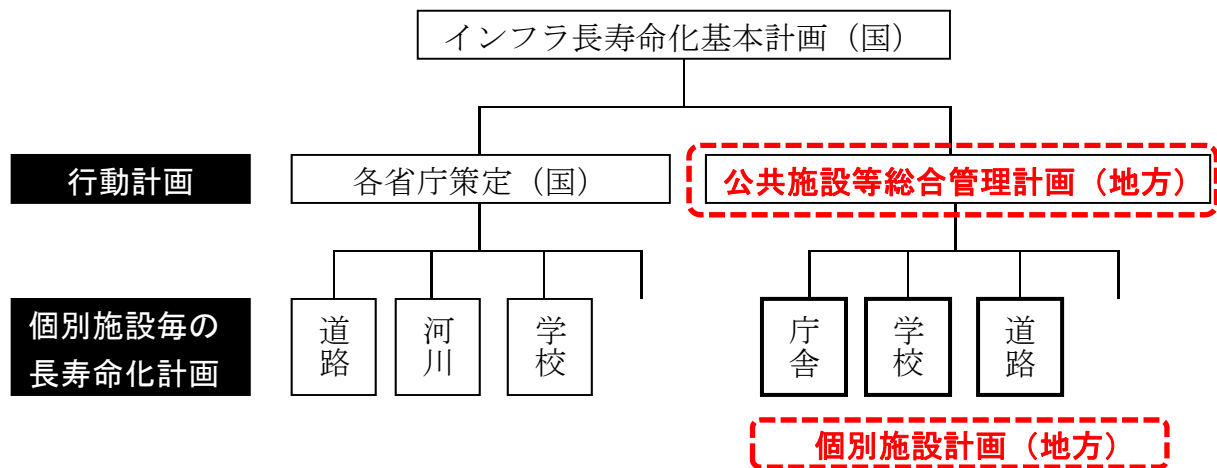 インフラ長寿命化基本計画（国）
行動計画
各省庁策定（国）
公共施設等総合管理計画（地方）
個別施設毎の
長寿命化計画
道路
河川
学校
庁舎
学校
道路
個別施設計画（地方）